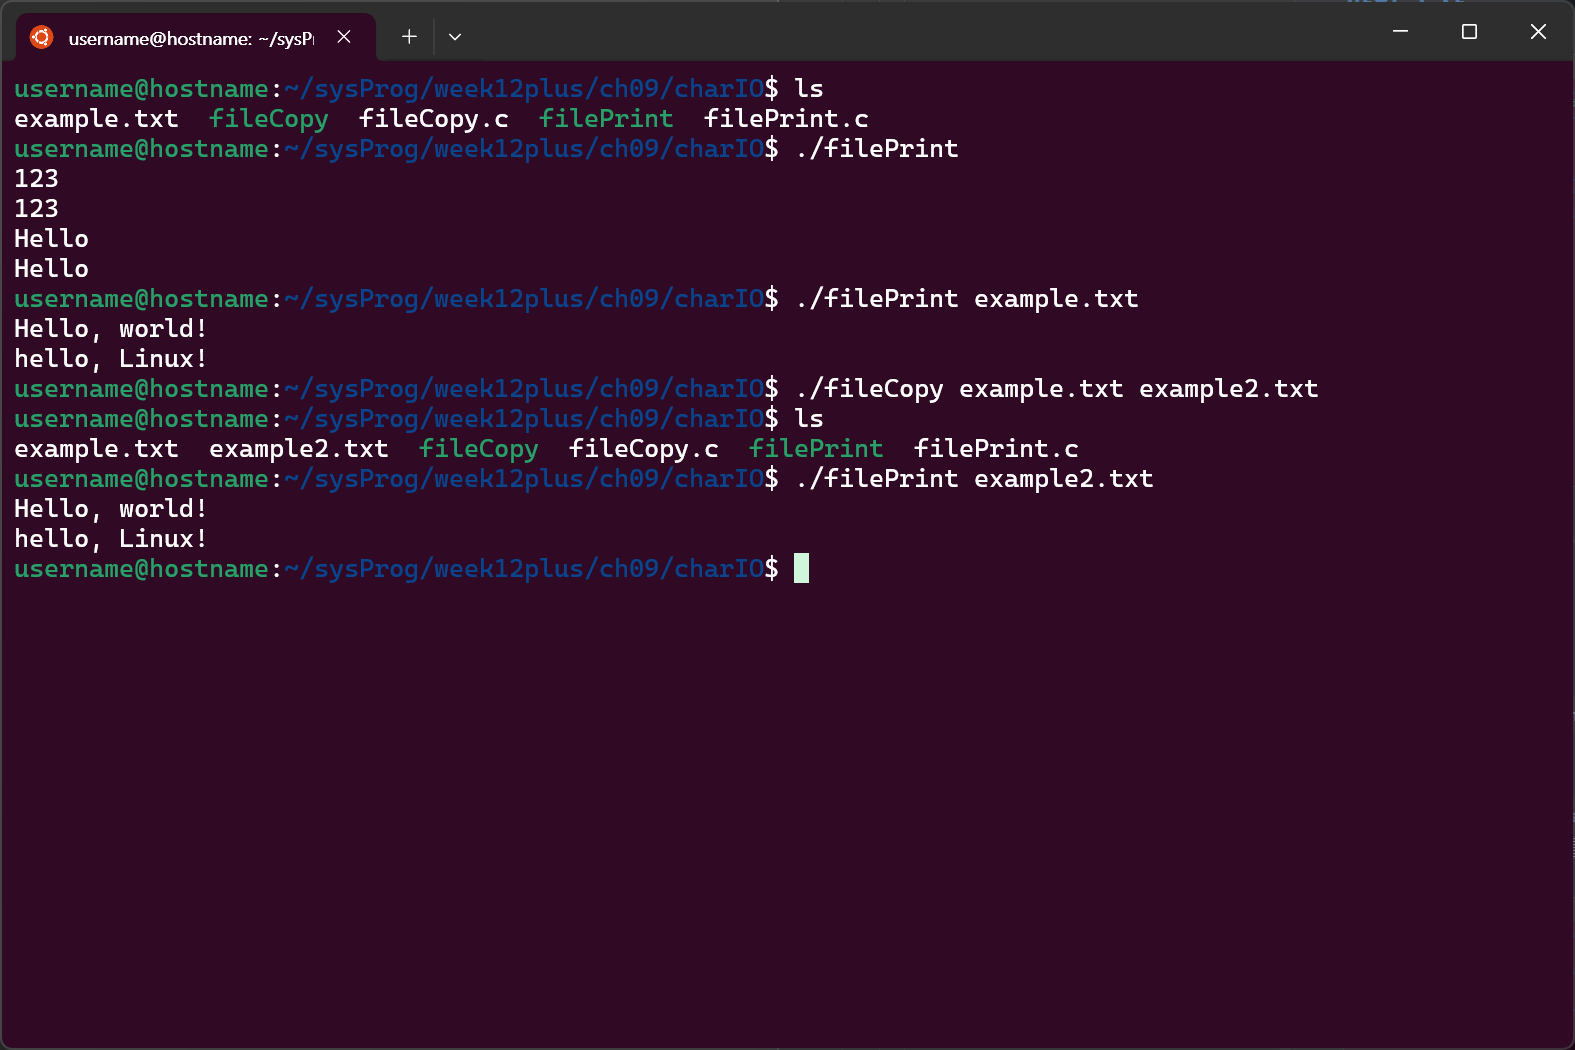 username@hostname: ~/sysP
username@hostname:~/sysProg/week12plus/ch09/charIO$ ls
example.txt  fileCopy  fileCopy.c  filePrint  filePrint.c
username@hostname:~/sysProg/week12plus/ch09/charIO$ ./filePrint
123
123
Hello
Hello
username@hostname:~/sysProg/week12plus/ch09/charIO$ ./filePrint example.txt
Hello, world!
hello, Linux!
username@hostname:~/sysProg/week12plus/ch09/charIO$ ./fileCopy example.txt example2.txt
username@hostname:~/sysProg/week12plus/ch09/charIO$ ls
example.txt  example2.txt  fileCopy  fileCopy.c  filePrint  filePrint.c
username@hostname:~/sysProg/week12plus/ch09/charIO$ ./filePrint example2.txt
Hello, world!
hello, Linux!
username@hostname:~/sysProg/week12plus/ch09/charIO$